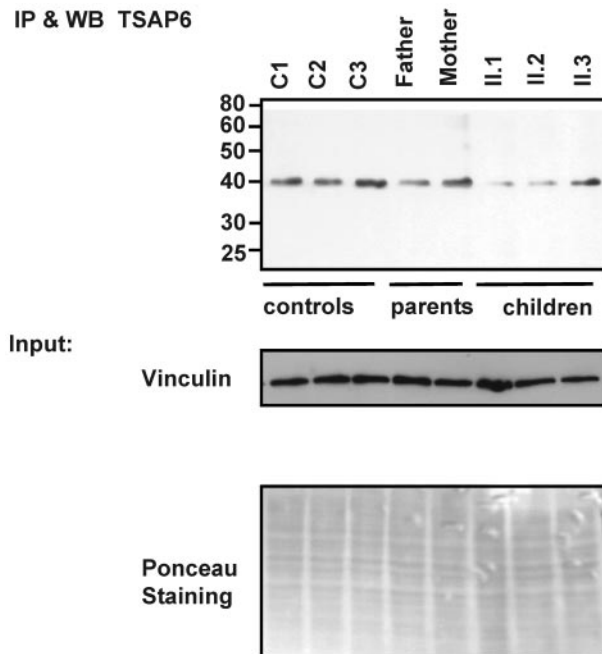 IP & WB TSAP6
C1 C2 C3 Father Mother II.1 II.2 II.3
80
60
50
40
30
25
controls parents children
Input:
Vinculin
Ponceau
Staining